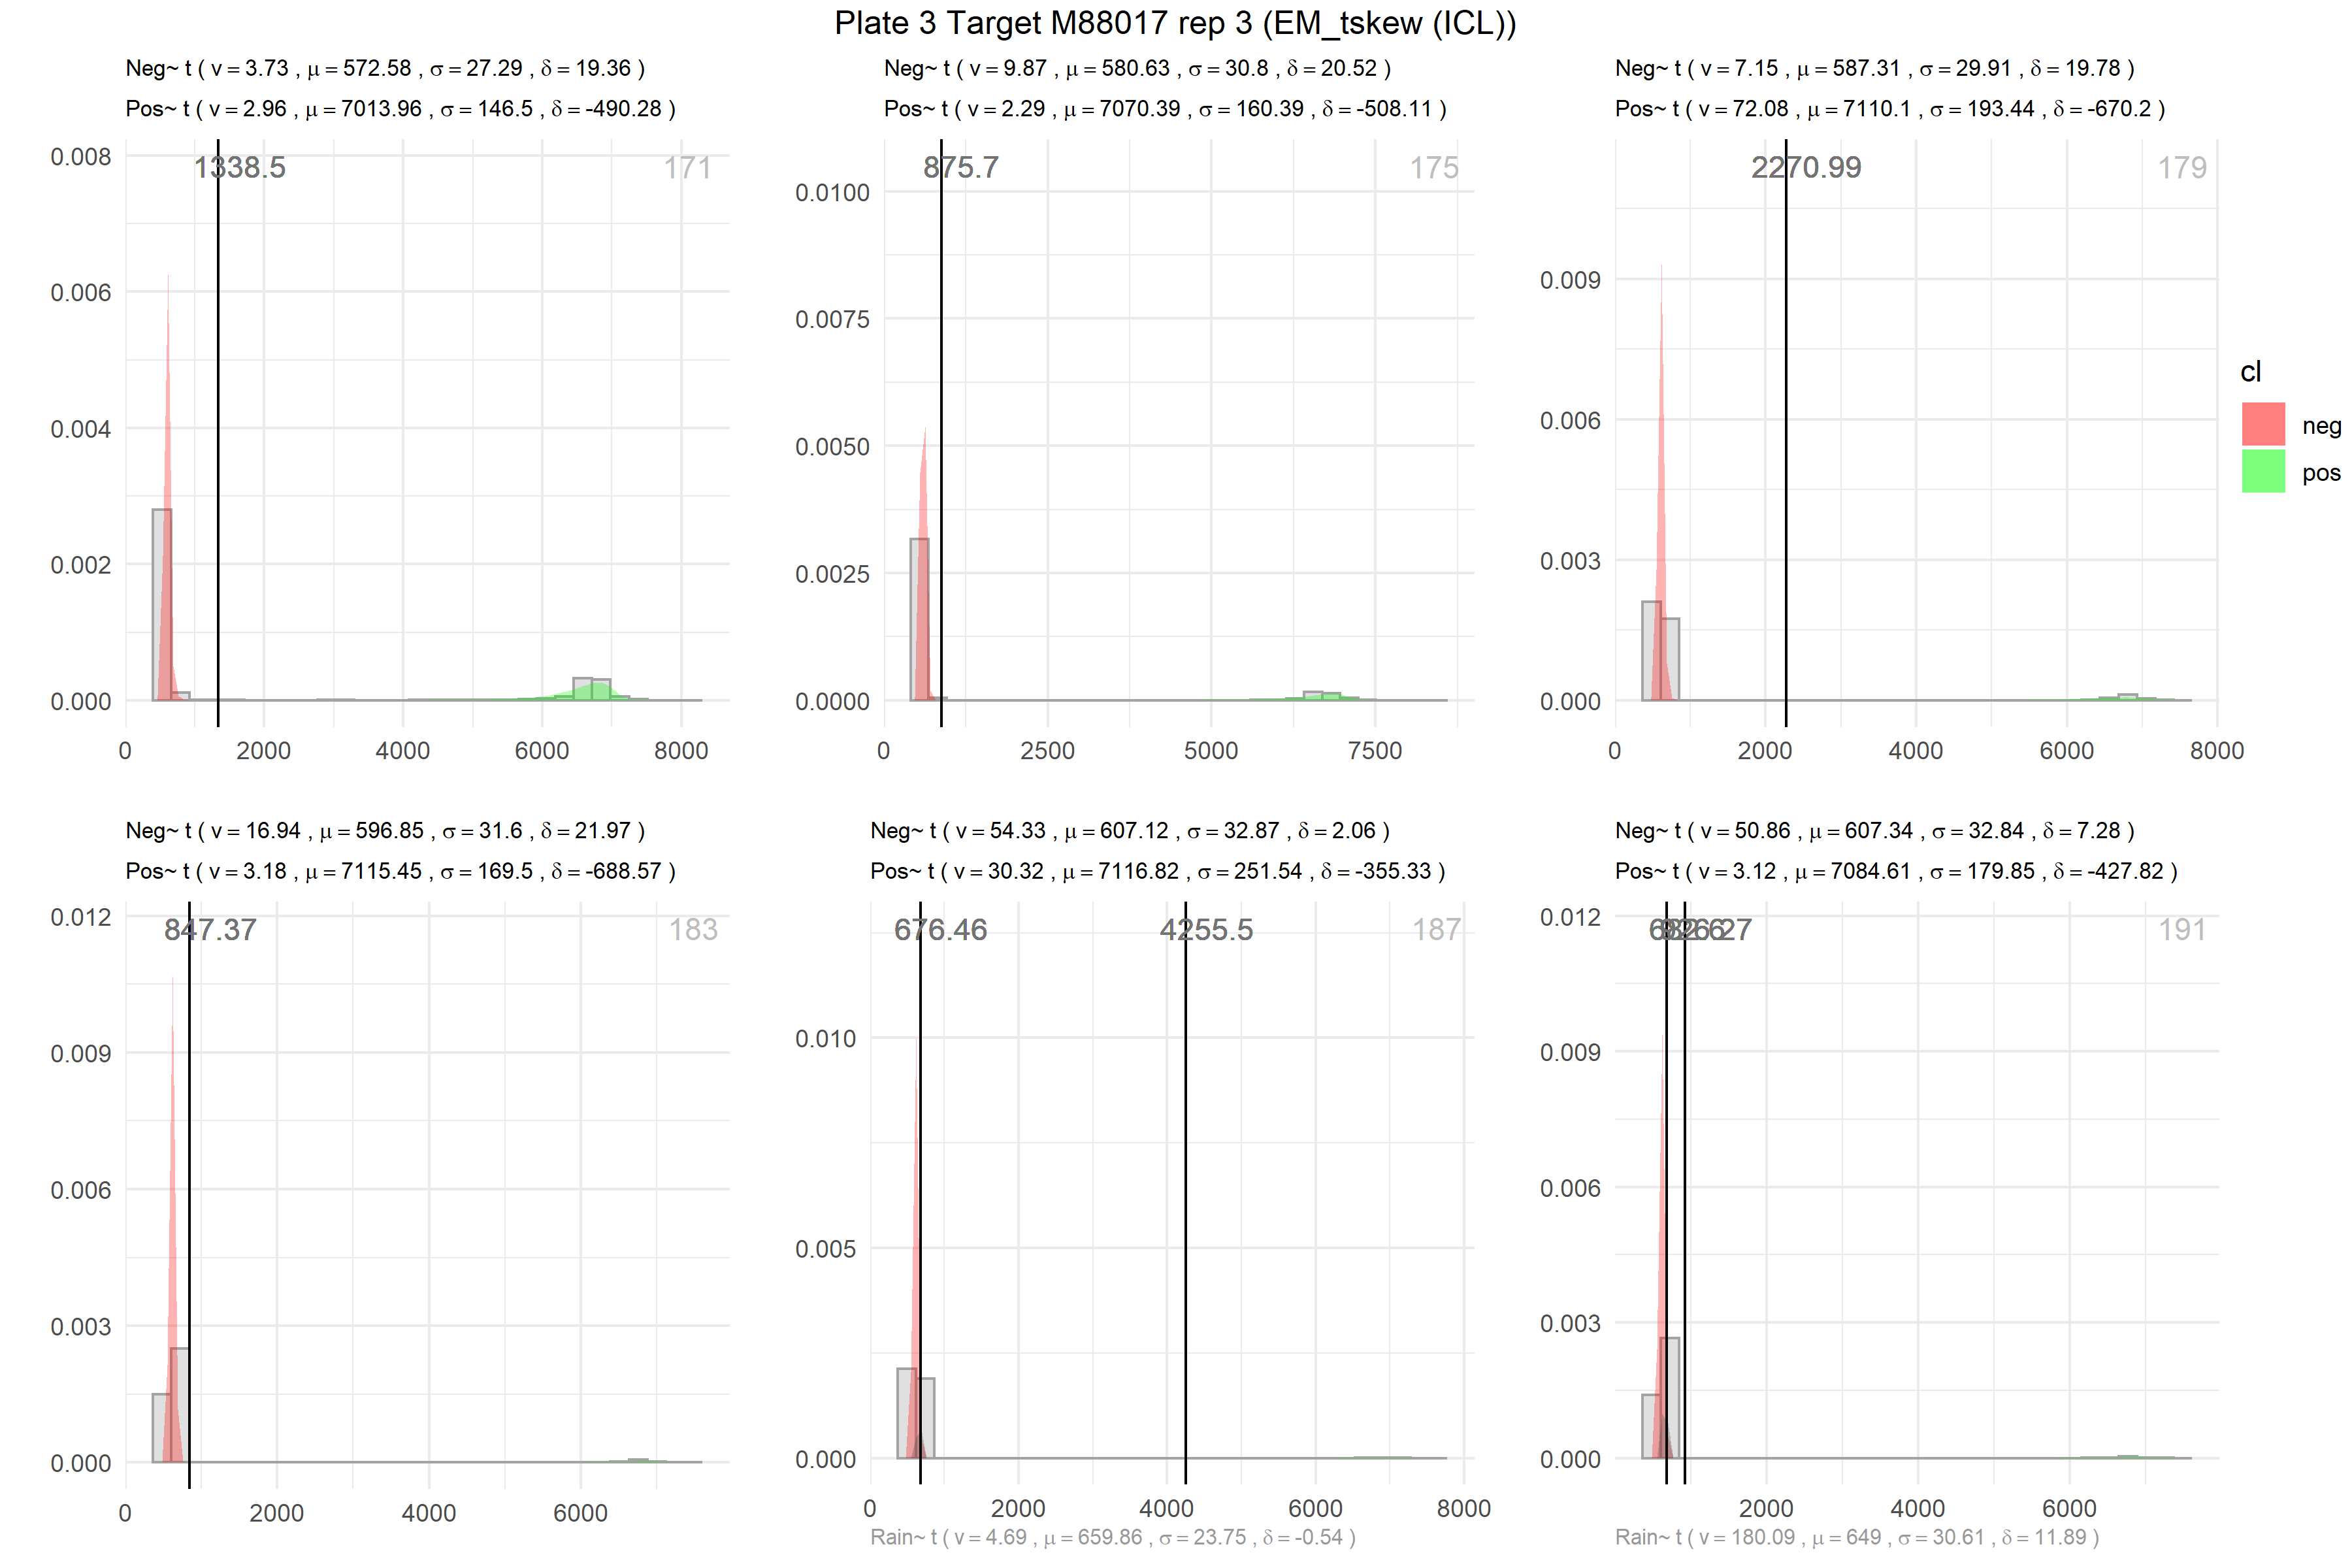 Plate 3 Target M88017 rep 3 (EM_tskew (ICL))
Neg~ t ( ν = 3.73 , μ = 572.58 , σ = 27.29 , δ = 19.36 )
Pos~ t ( ν = 2.96 , μ = 7013.96 , σ = 146.5 , δ = -490.28 )
1338.5
171
0.008
0.006
0.004
0.002
0.000
0 2000 4000 6000 8000
Neg~ t ( ν = 9.87 , μ = 580.63 , σ = 30.8 , δ = 20.52 )
Pos~ t ( ν = 2.29 , μ = 7070.39 , σ = 160.39 , δ = -508.11 )
875.7
175
0.0100
0.0075
0.0050
0.0025
0.0000
0 2500 5000 7500
Neg~ t ( ν = 7.15 , μ = 587.31 , σ = 29.91 , δ = 19.78 )
Pos~ t ( ν = 72.08 , μ = 7110.1 , σ = 193.44 , δ = -670.2 )
2270.99
179
0.009
0.006
0.003
0.000
0 2000 4000 6000 8000
cl
neg
pos
Neg~ t ( ν = 16.94 , μ = 596.85 , σ = 31.6 , δ = 21.97 )
Pos~ t ( ν = 3.18 , μ = 7115.45 , σ = 169.5 , δ = -688.57 )
847.37
183
0.012
0.009
0.006
0.003
0.000
0 2000 4000 6000
Neg~ t ( ν = 54.33 , μ = 607.12 , σ = 32.87 , δ = 2.06 )
Pos~ t ( ν = 30.32 , μ = 7116.82 , σ = 251.54 , δ = -355.33 )
676.46
4255.5
187
0.010
0.005
0.000
0 2000 4000 6000 8000
Rain~ t ( ν = 4.69 , μ = 659.86 , σ = 23.75 , δ = -0.54 )
Neg~ t ( ν = 50.86 , μ = 607.34 , σ = 32.84 , δ = 7.28 )
Pos~ t ( ν = 3.12 , μ = 7084.61 , σ = 179.85 , δ = -427.82 )
191
0.012
0.009
0.006
0.003
0.000
2000 4000 6000
Rain~ t ( ν = 180.09 , μ = 649 , σ = 30.61 , δ = 11.89 )